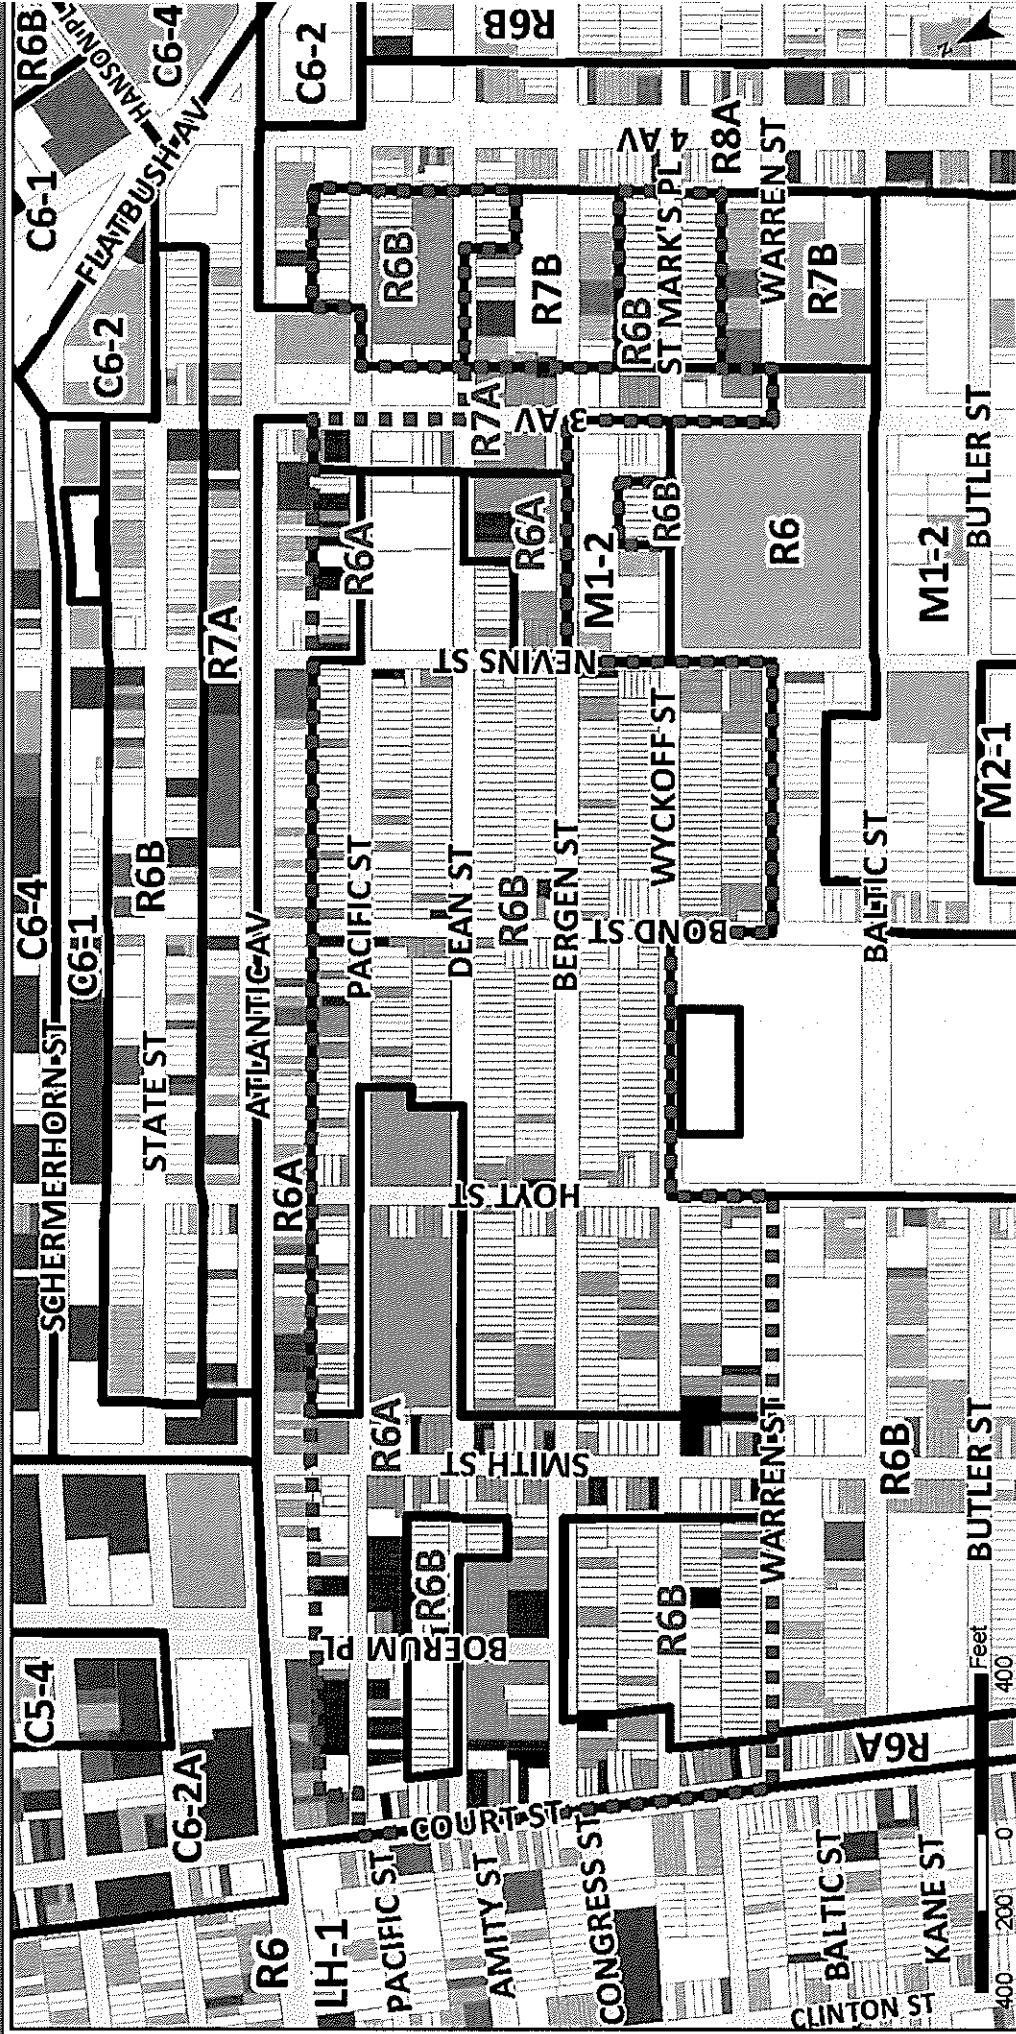 R6B
HANSON PL
C6-4
C6-2
R6B
C6-1
FLATBUSH AV
4 AV
R8A
WARREN ST
ST MARK'S PL
R6B
R7B
R6B
R7B
C6-2
R7A
3 AV
BUTLER ST
R6A
R6A
M1-2
R6B
R6
M1-2
R7A
NEVINS ST
WYCKOFF ST
M2-1
C6-4
C6-1
R6B
ATLANTIC AV
PACIFIC ST
DEAN ST
R6B
BERGEN ST
BOND ST
BALTIC ST
SCHERMERHORN ST
STATE ST
R6A
HOYT ST
R6A
SMITH ST
WARREN ST
R6B
BUTLER ST
R6B
BOERUM PL
R6B
C5-4
C6-2A
COURT ST
R6A
R6
LH-1
PACIFIC ST
AMITY ST
CONGRESS ST
BALTIC ST
KANE ST
CLINTON ST
400 200 0 400
Feet
N